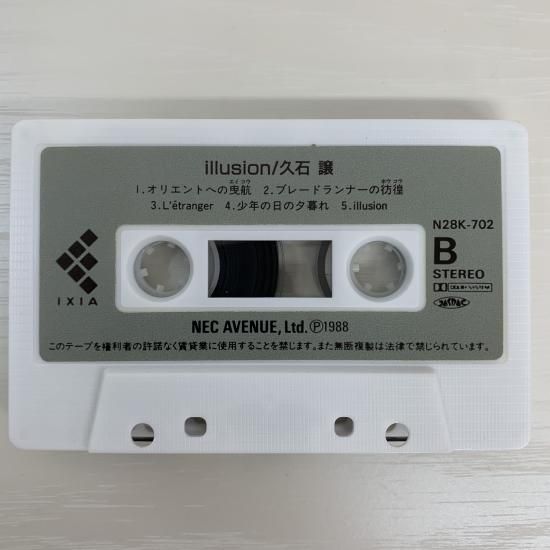 illusion/久石 譲
エイコウ ホウコウ
1.オリエントへの曳航 2.ブレードランナーの彷徨
3.L'étranger 4.少年の日の夕暮れ 5.illusion
N28K-702
B
STEREO
DOLBY SYSTEM
JASRAC
IXIA
NEC AVENUE, Ltd. Ⓟ1988
このテープを権利者の許諾なく賃貸業に使用することを禁じます。また無断複製は法律で禁じられています。